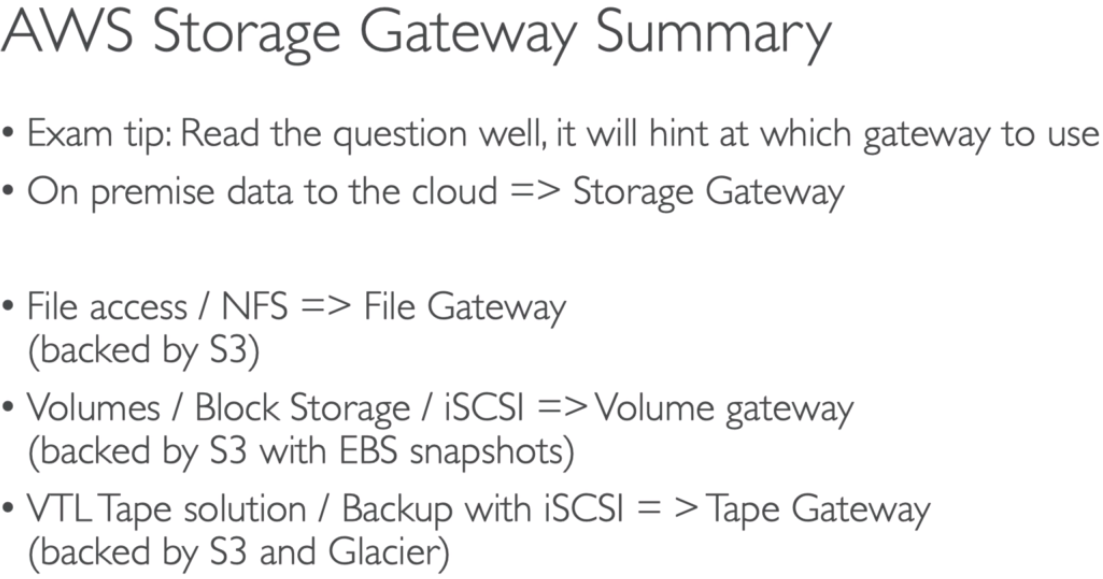 AWS Storage Gateway Summary
• Exam tip: Read the question well, it will hint at which gateway to use
• On premise data to the cloud => Storage Gateway
• File access / NFS => File Gateway
(backed by S3)
• Volumes / Block Storage / iSCSI => Volume gateway
(backed by S3 with EBS snapshots)
• VTL Tape solution / Backup with iSCSI = > Tape Gateway
(backed by S3 and Glacier)